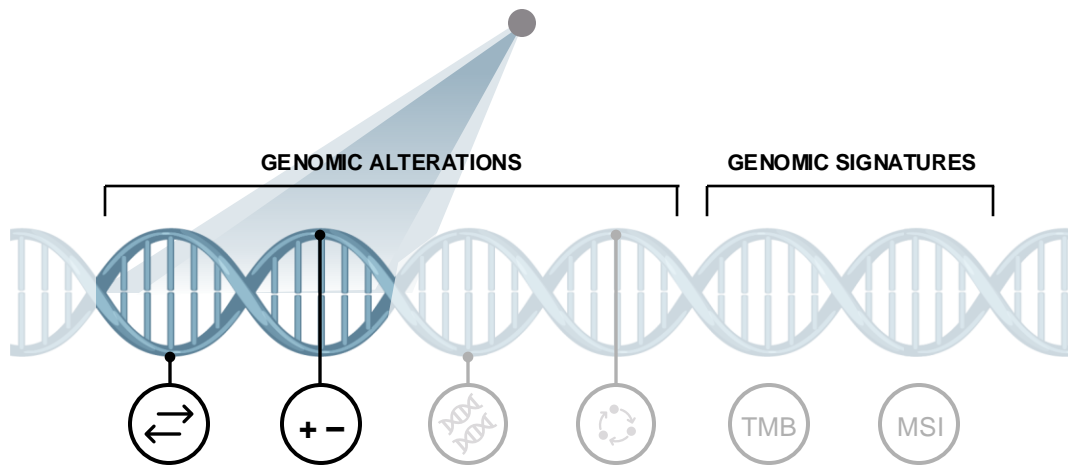 GENOMIC ALTERATIONS
GENOMIC SIGNATURES
+ −
TMB
MSI